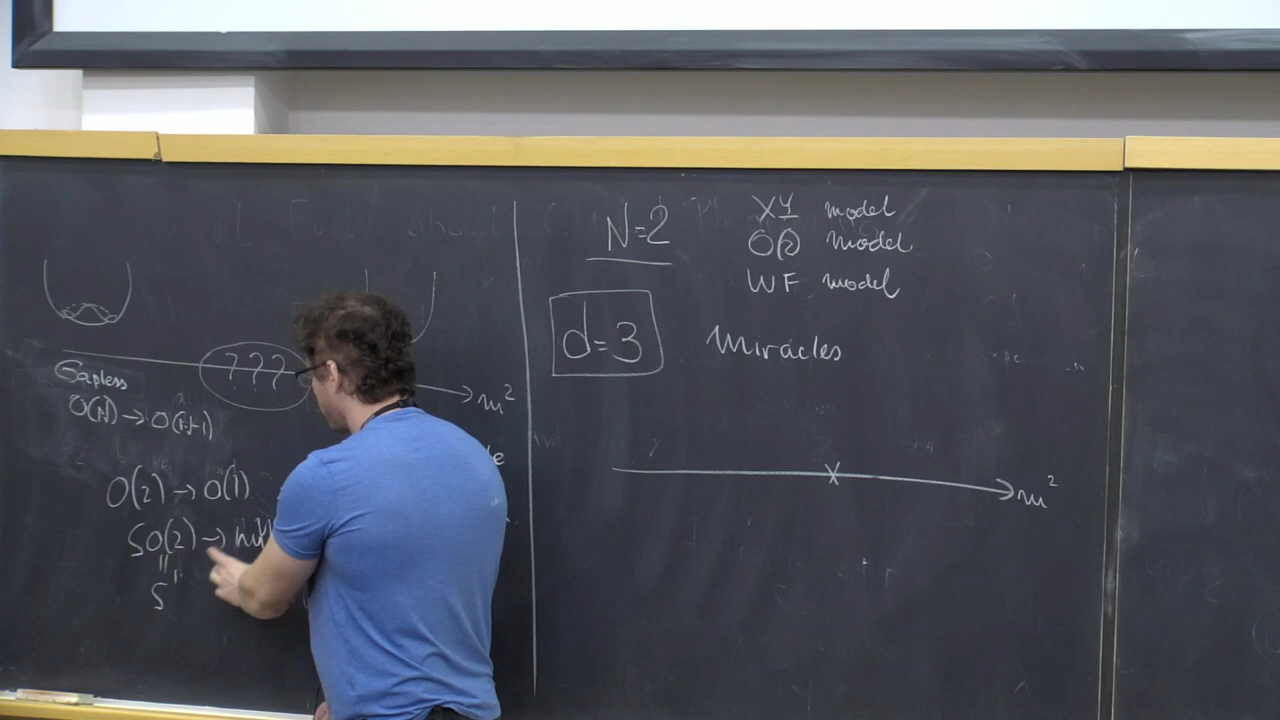 ???
m²
Gapless
O(N) → O(N-1)
O(2) → O(1)
SO(2) →
"
S¹
N=2
XY model
O(2) model
WF model
d=3
Miracles
m²